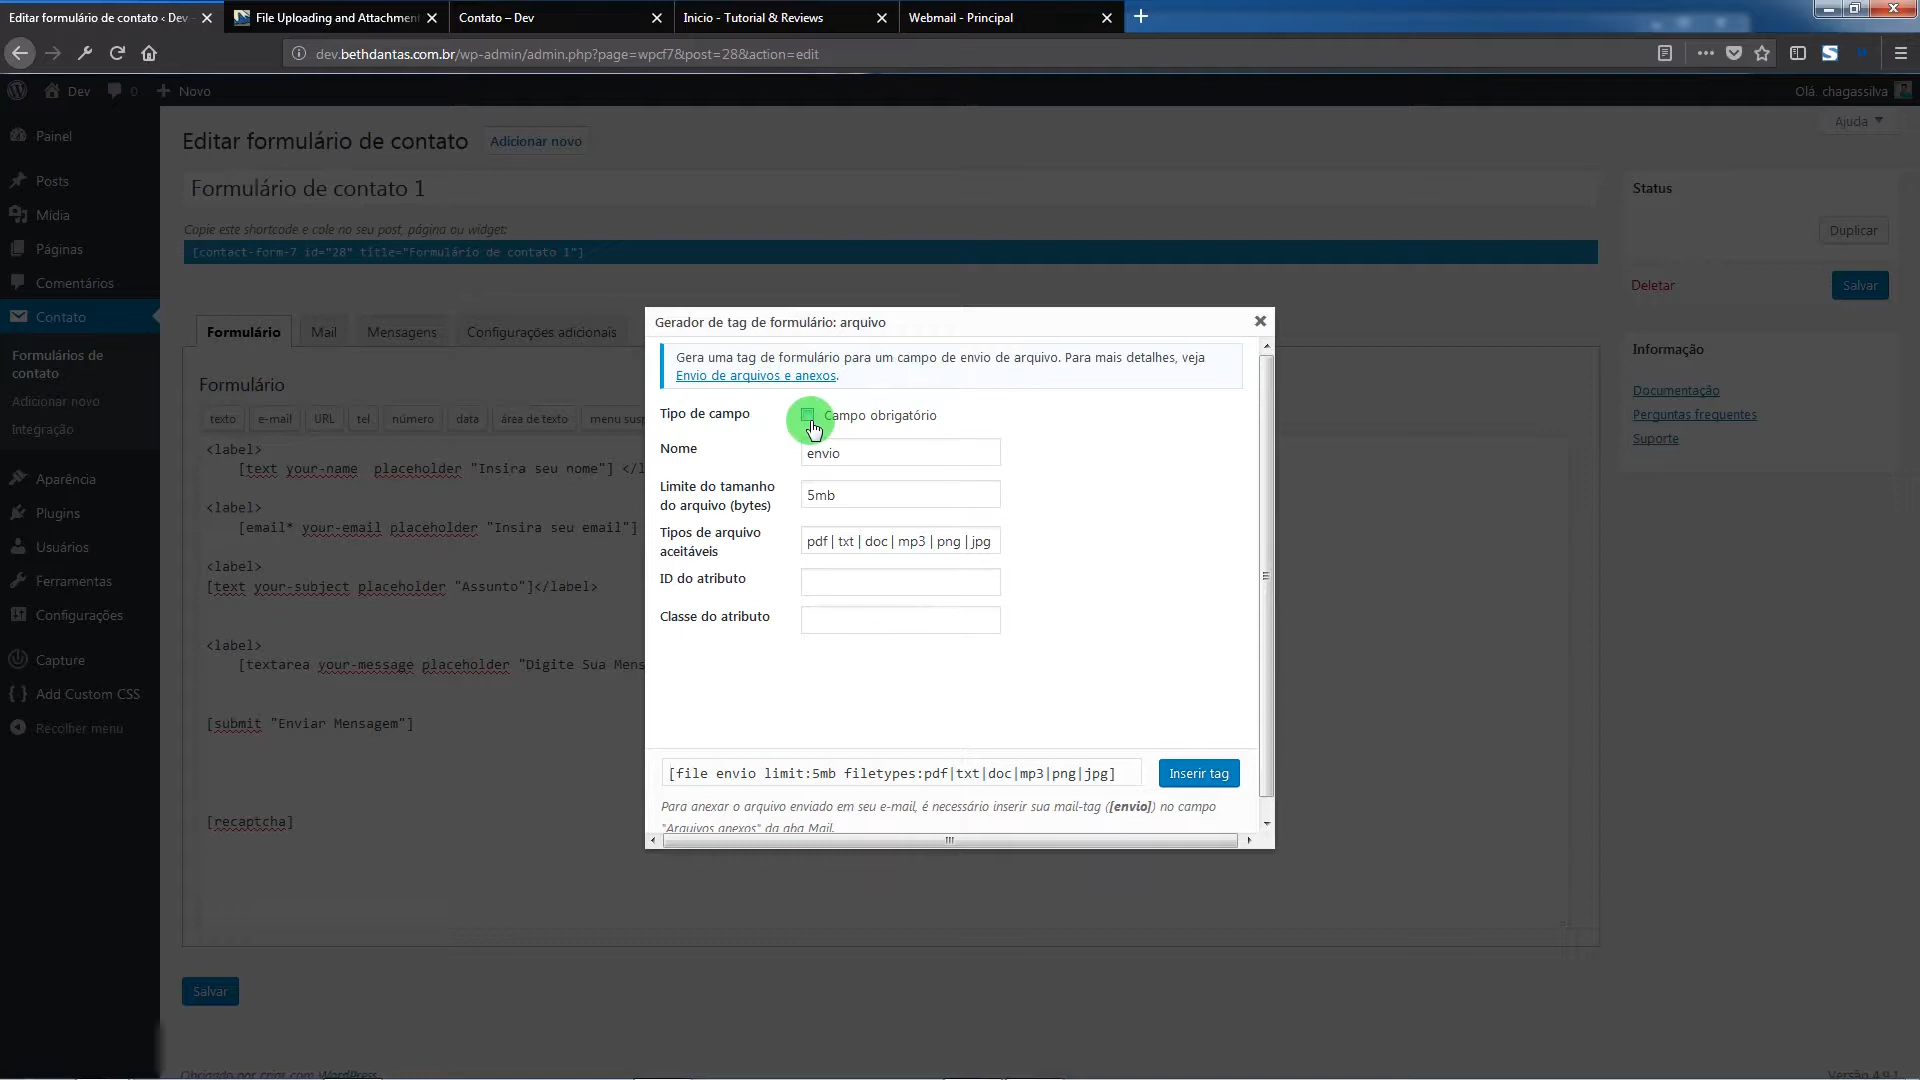 Editar formulário de contato ‹ Dev –
File Uploading and Attachment
Contato – Dev
Inicio - Tutorial & Reviews
Webmail - Principal
dev.bethdantas.com.br/wp-admin/admin.php?page=wpcf7&post=28&action=edit
Dev
0
Novo
Olá, chagassilva
Painel
Posts
Mídia
Páginas
Comentários
Contato
Formulários de
contato
Adicionar novo
Integração
Aparência
Plugins
Usuários
Ferramentas
Configurações
Capture
Add Custom CSS
Recolher menu
Ajuda
Editar formulário de contato
Adicionar novo
Formulário de contato 1
Copie este shortcode e cole no seu post, página ou widget:
[contact-form-7 id="28" title="Formulário de contato 1"]
Formulário
Mail
Mensagens
Configurações adicionais
Formulário
texto
e-mail
URL
tel
número
data
área de texto
menu susp
<label>
[text your-name  placeholder "Insira seu nome"] </l
<label>
[email* your-email placeholder "Insira seu email"]
<label>
[text your-subject placeholder "Assunto"]</label>
<label>
[textarea your-message placeholder "Digite Sua Mens
[submit "Enviar Mensagem"]
[recaptcha]
Salvar
Status
Duplicar
Deletar
Salvar
Informação
Documentação
Perguntas frequentes
Suporte
Gerador de tag de formulário: arquivo
Gera uma tag de formulário para um campo de envio de arquivo. Para mais detalhes, veja
Envio de arquivos e anexos.
Tipo de campo
Campo obrigatório
Nome
envio
Limite do tamanho
do arquivo (bytes)
5mb
Tipos de arquivo
aceitáveis
pdf | txt | doc | mp3 | png | jpg
ID do atributo
Classe do atributo
[file envio limit:5mb filetypes:pdf|txt|doc|mp3|png|jpg]
Inserir tag
Para anexar o arquivo enviado em seu e-mail, é necessário inserir sua mail-tag ([envio]) no campo
"Arquivos anexos" da aba Mail.
Obrigado por criar com WordPress
Versão 4.9.1